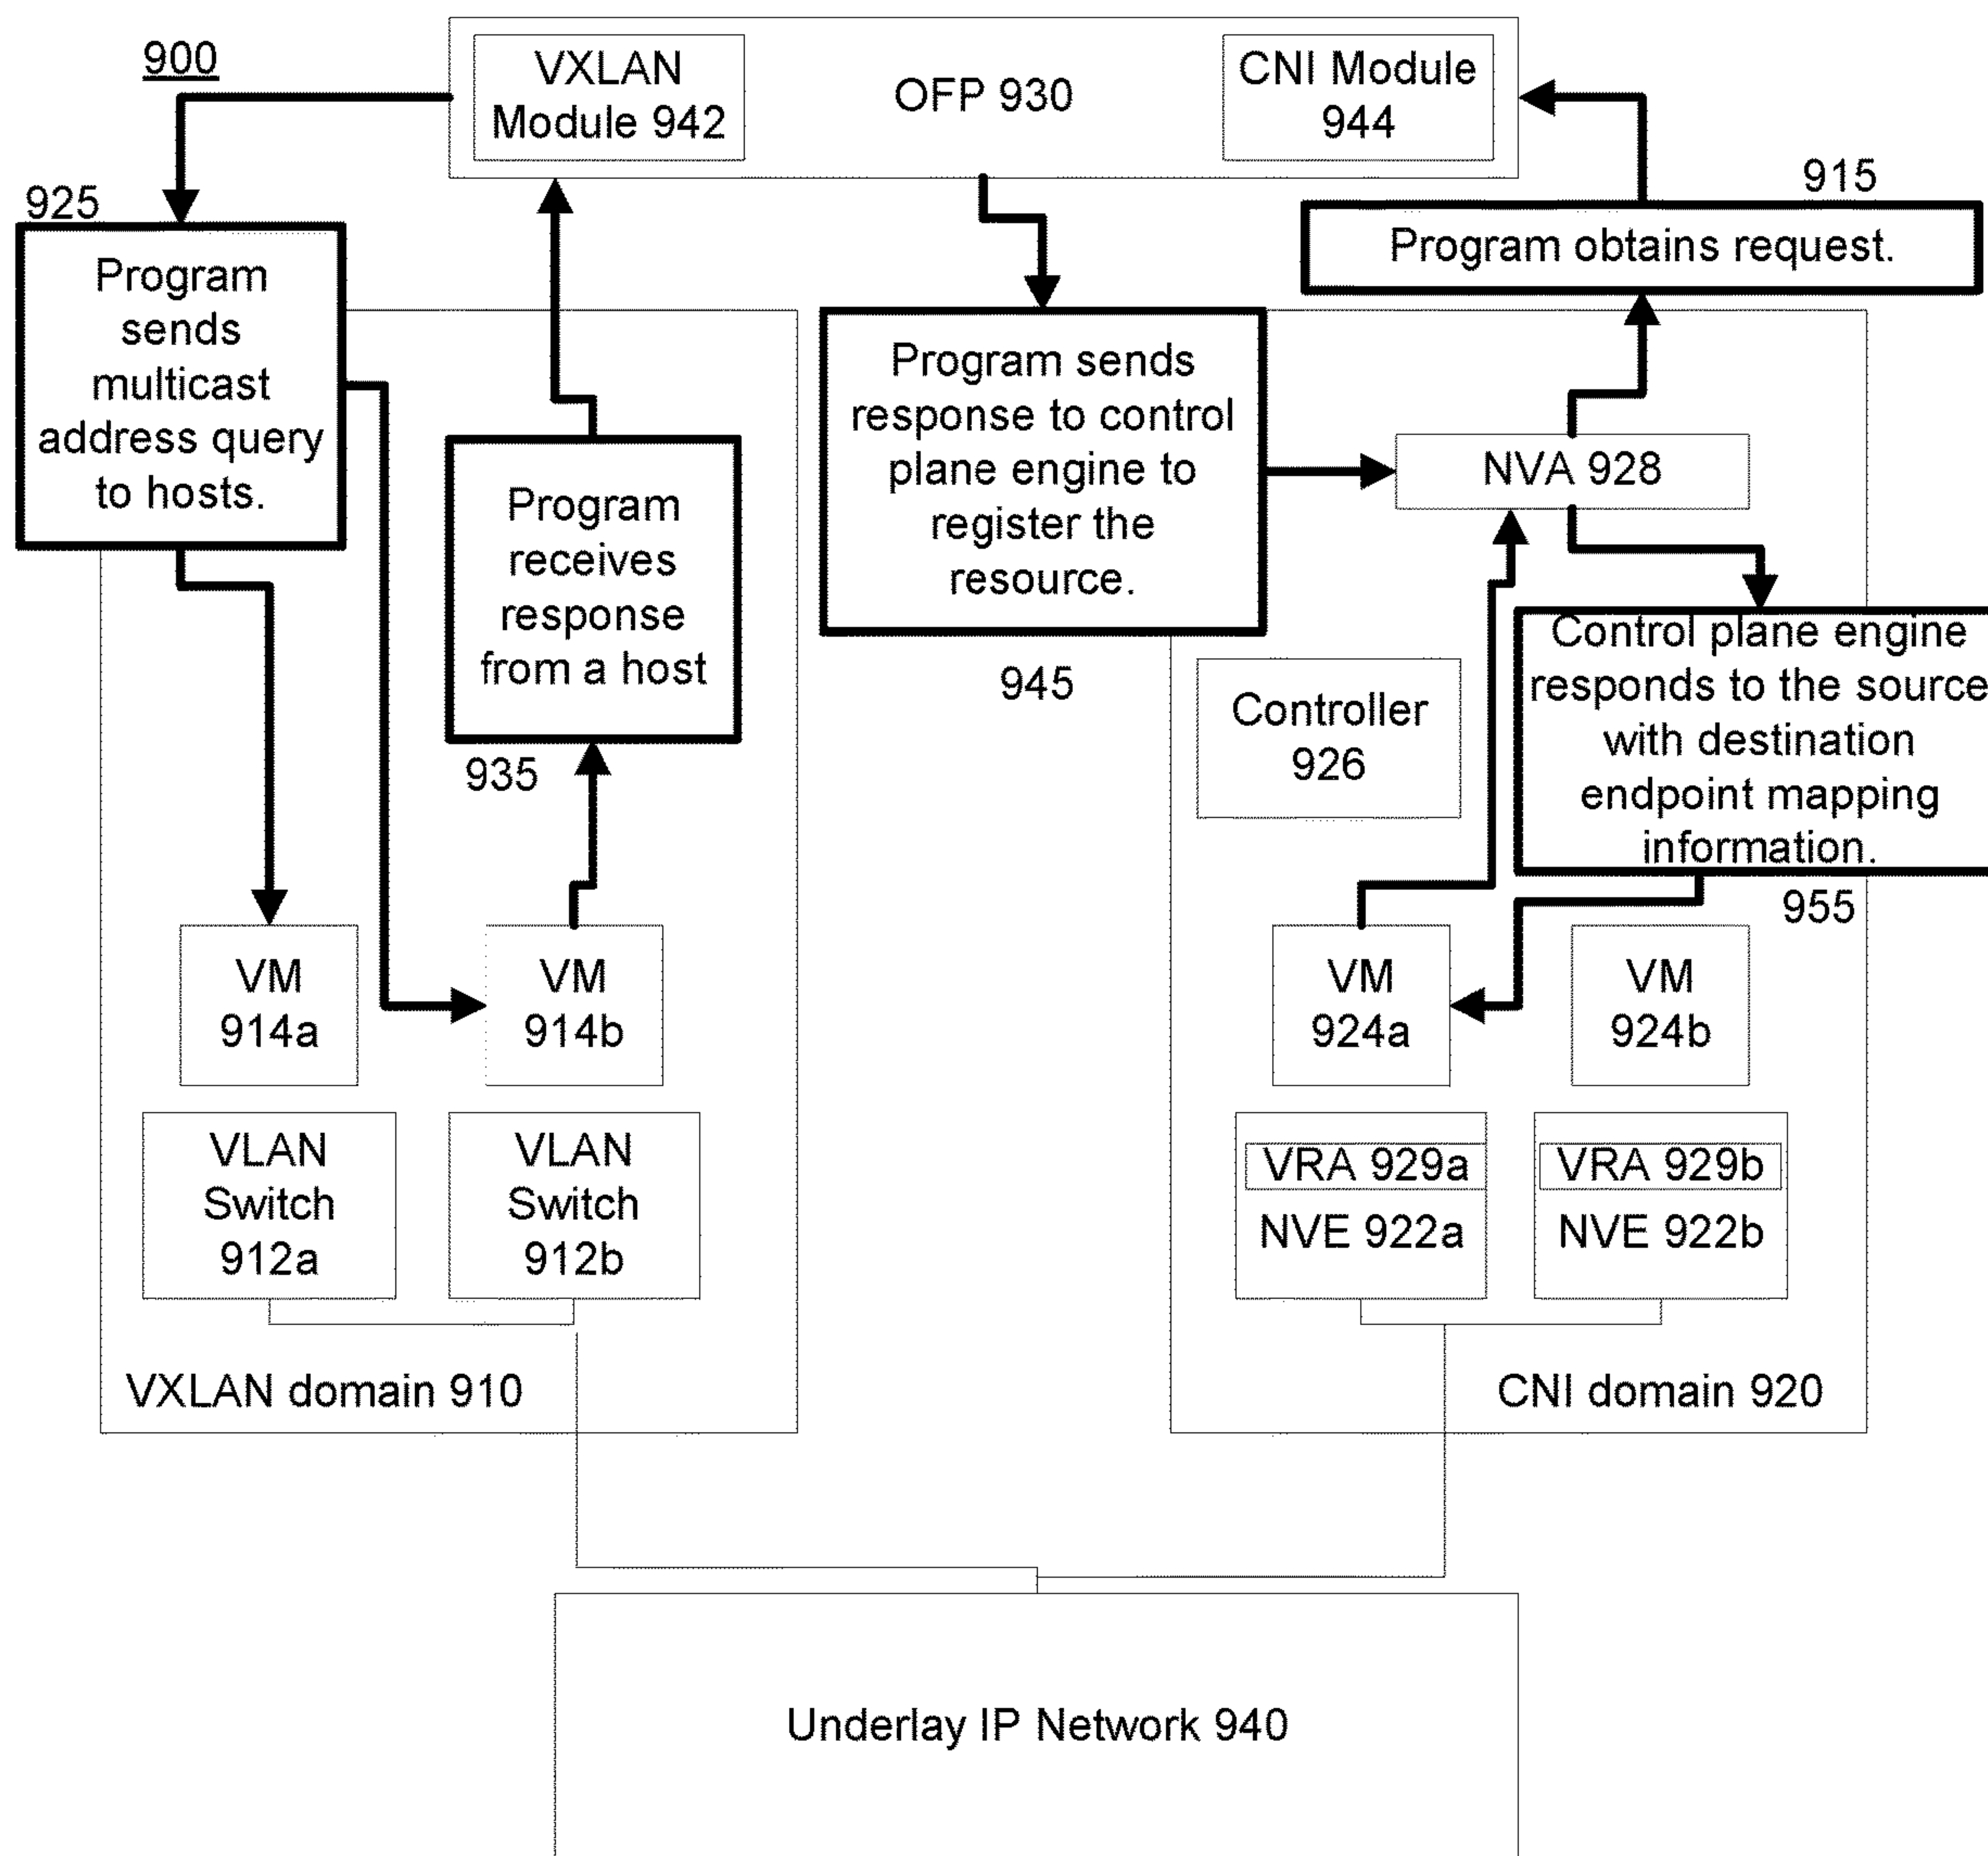 900
VXLAN
Module 942
OFP 930
CNI Module
944
915
Program obtains request.
925
Program
sends
multicast
address query
to hosts.
Program
receives
response
from a host
935
Program sends
response to control
plane engine to
register the
resource.
945
NVA 928
Control plane engine
responds to the source
with destination
endpoint mapping
information.
955
Controller
926
VM
914a
VM
914b
VM
924a
VM
924b
VLAN
Switch
912a
VLAN
Switch
912b
VRA 929a
NVE 922a
VRA 929b
NVE 922b
VXLAN domain 910
CNI domain 920
Underlay IP Network 940